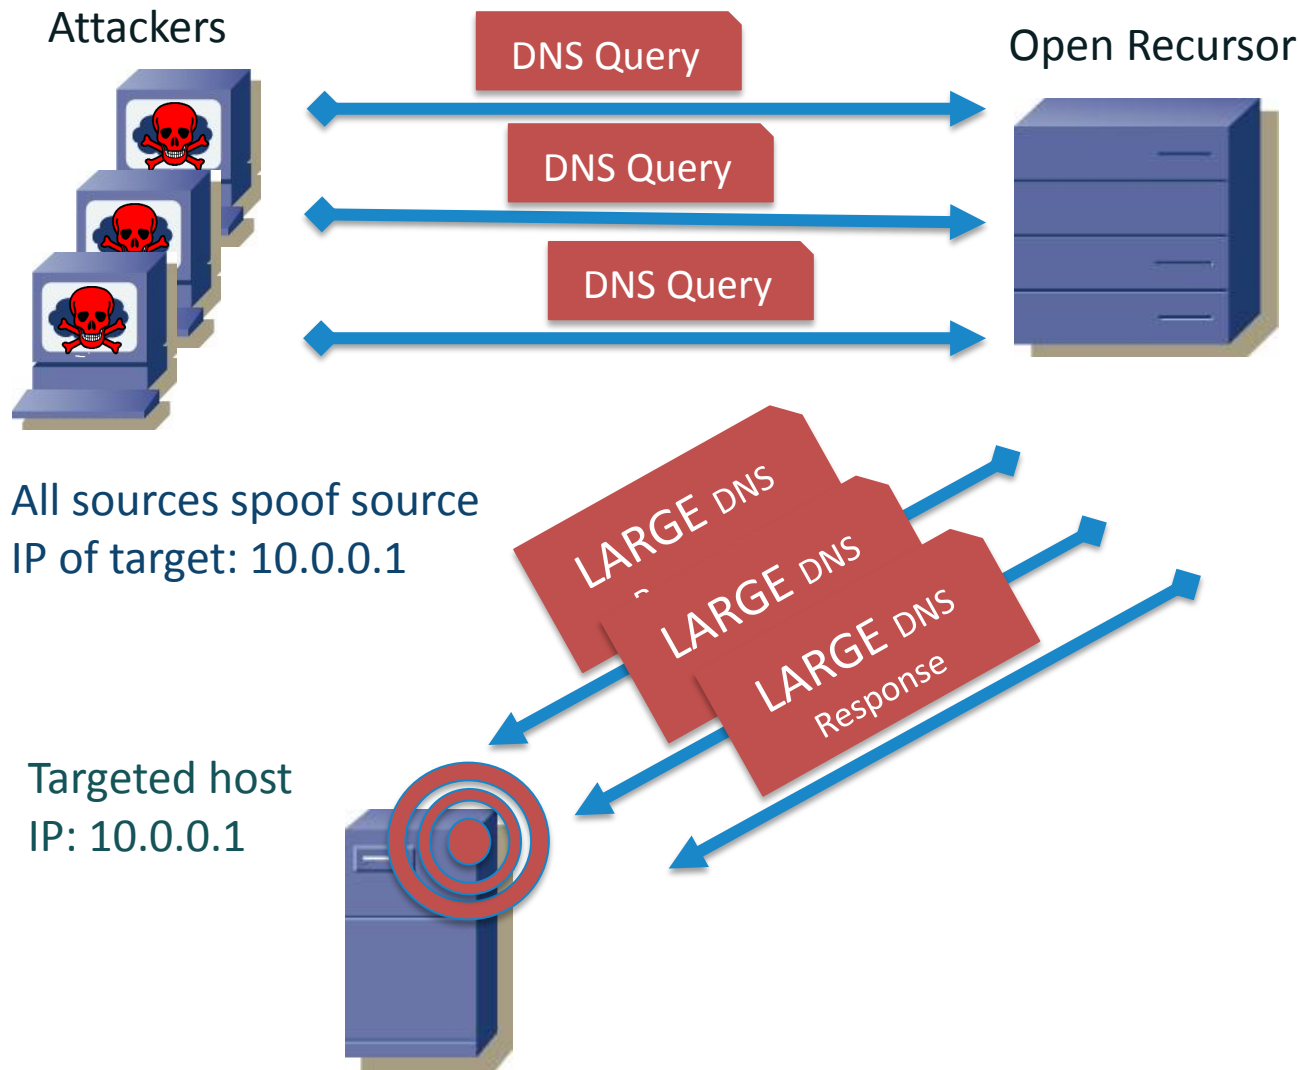 Attackers
DNS Query
Open Recursor
DNS Query
DNS Query
All sources spoof source
IP of target: 10.0.0.1
LARGE DNS
LARGE DNS
LARGE DNS
Response
Targeted host
IP: 10.0.0.1